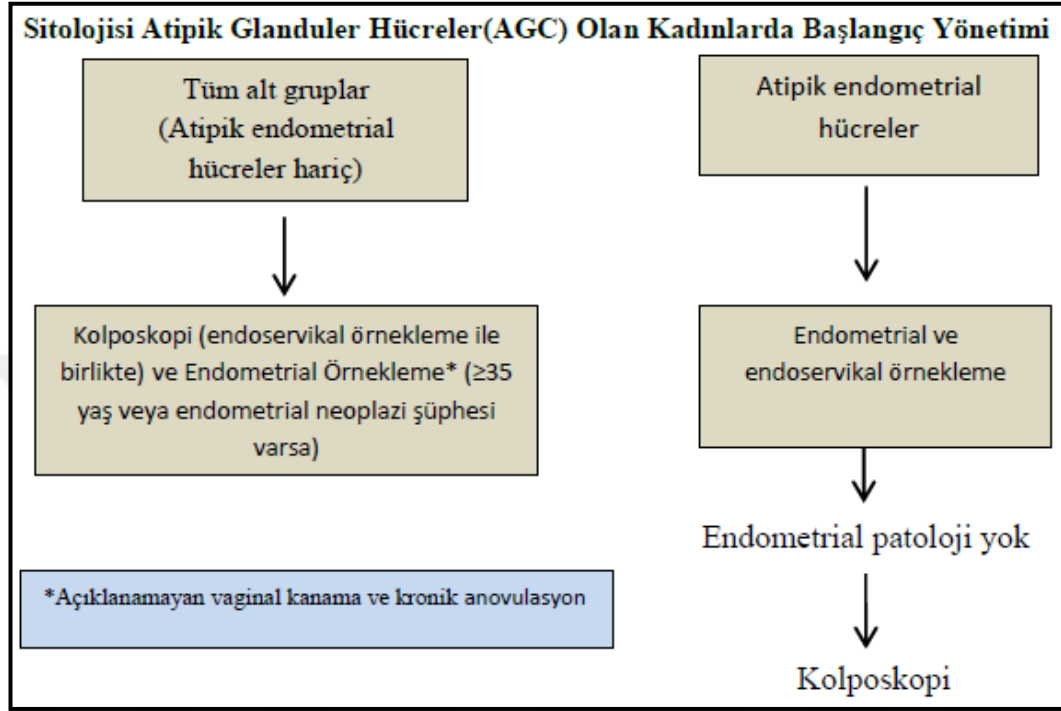 Sitolojisi Atipik Glanduler Hücreler(AGC) Olan Kadınlarda Başlangıç Yönetimi
Tüm alt gruplar
(Atipik endometrial
hücreler hariç)
Kolposkopi (endoservikal örnekleme ile
birlikte) ve Endometrial Örnekleme* (≥35
yaş veya endometrial neoplazi şüphesi
varsa)
*Açıklanamayan vaginal kanama ve kronik anovulasyon
Atipik endometrial
hücreler
Endometrial ve
endoservikal örnekleme
Endometrial patoloji yok
Kolposkopi